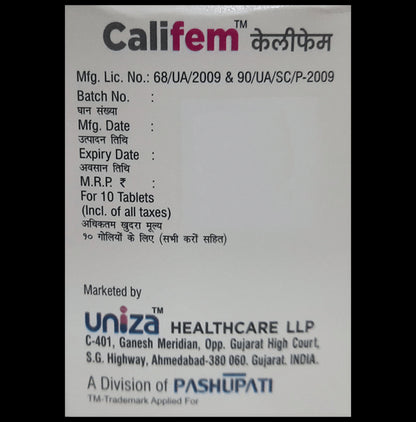 Califem™ केलीफेम
Mfg. Lic. No.: 68/UA/2009 & 90/UA/SC/P-2009
Batch No. :
घान संख्या
Mfg. Date :
उत्पादन तिथि
Expiry Date :
अवसान तिथि
M.R.P. ₹ :
For 10 Tablets
(Incl. of all taxes)
अधिकतम खुदरा मूल्य
१० गोलियों के लिए (सभी करों सहित)
Marketed by
uniza™ HEALTHCARE LLP
C-401, Ganesh Meridian, Opp. Gujarat High Court,
S.G. Highway, Ahmedabad-380 060. Gujarat. INDIA.
A Division of PASHUPATI
TM-Trademark Applied For